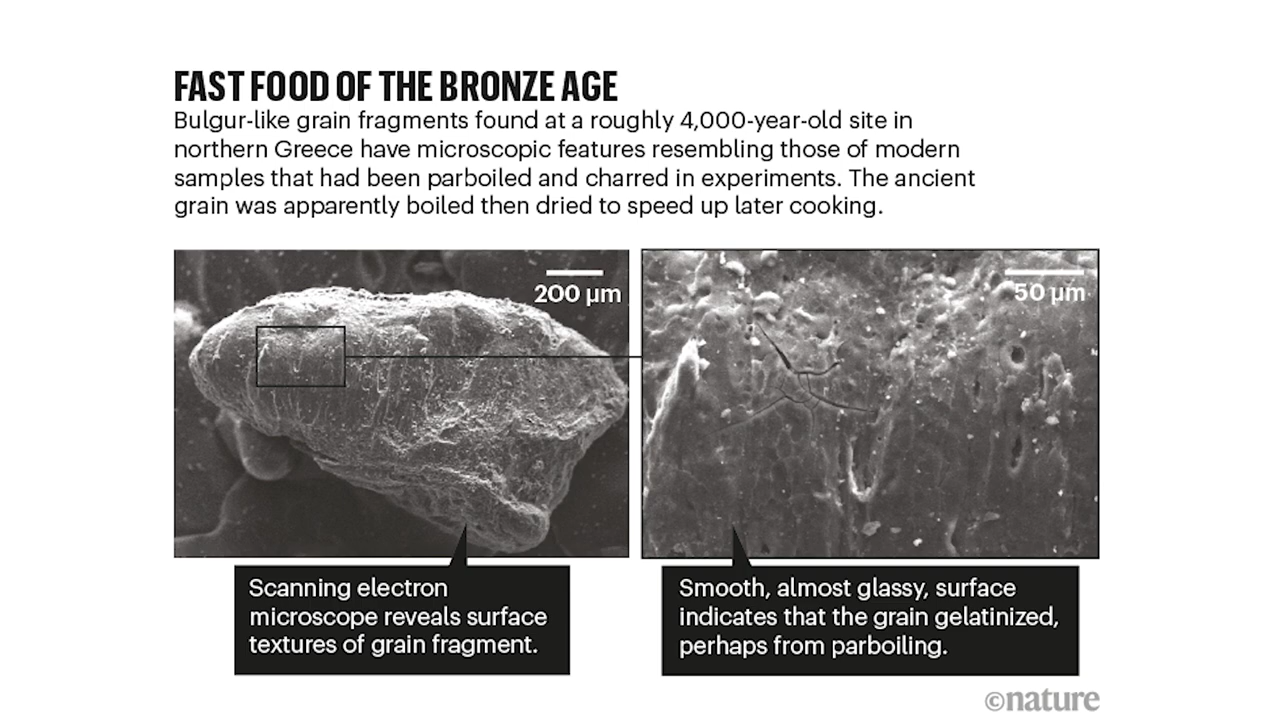 FAST FOOD OF THE BRONZE AGE
Bulgur-like grain fragments found at a roughly 4,000-year-old site in
northern Greece have microscopic features resembling those of modern
samples that had been parboiled and charred in experiments. The ancient
grain was apparently boiled then dried to speed up later cooking.
200 µm
50 µm
Scanning electron
microscope reveals surface
textures of grain fragment.
Smooth, almost glassy, surface
indicates that the grain gelatinized,
perhaps from parboiling.
©nature